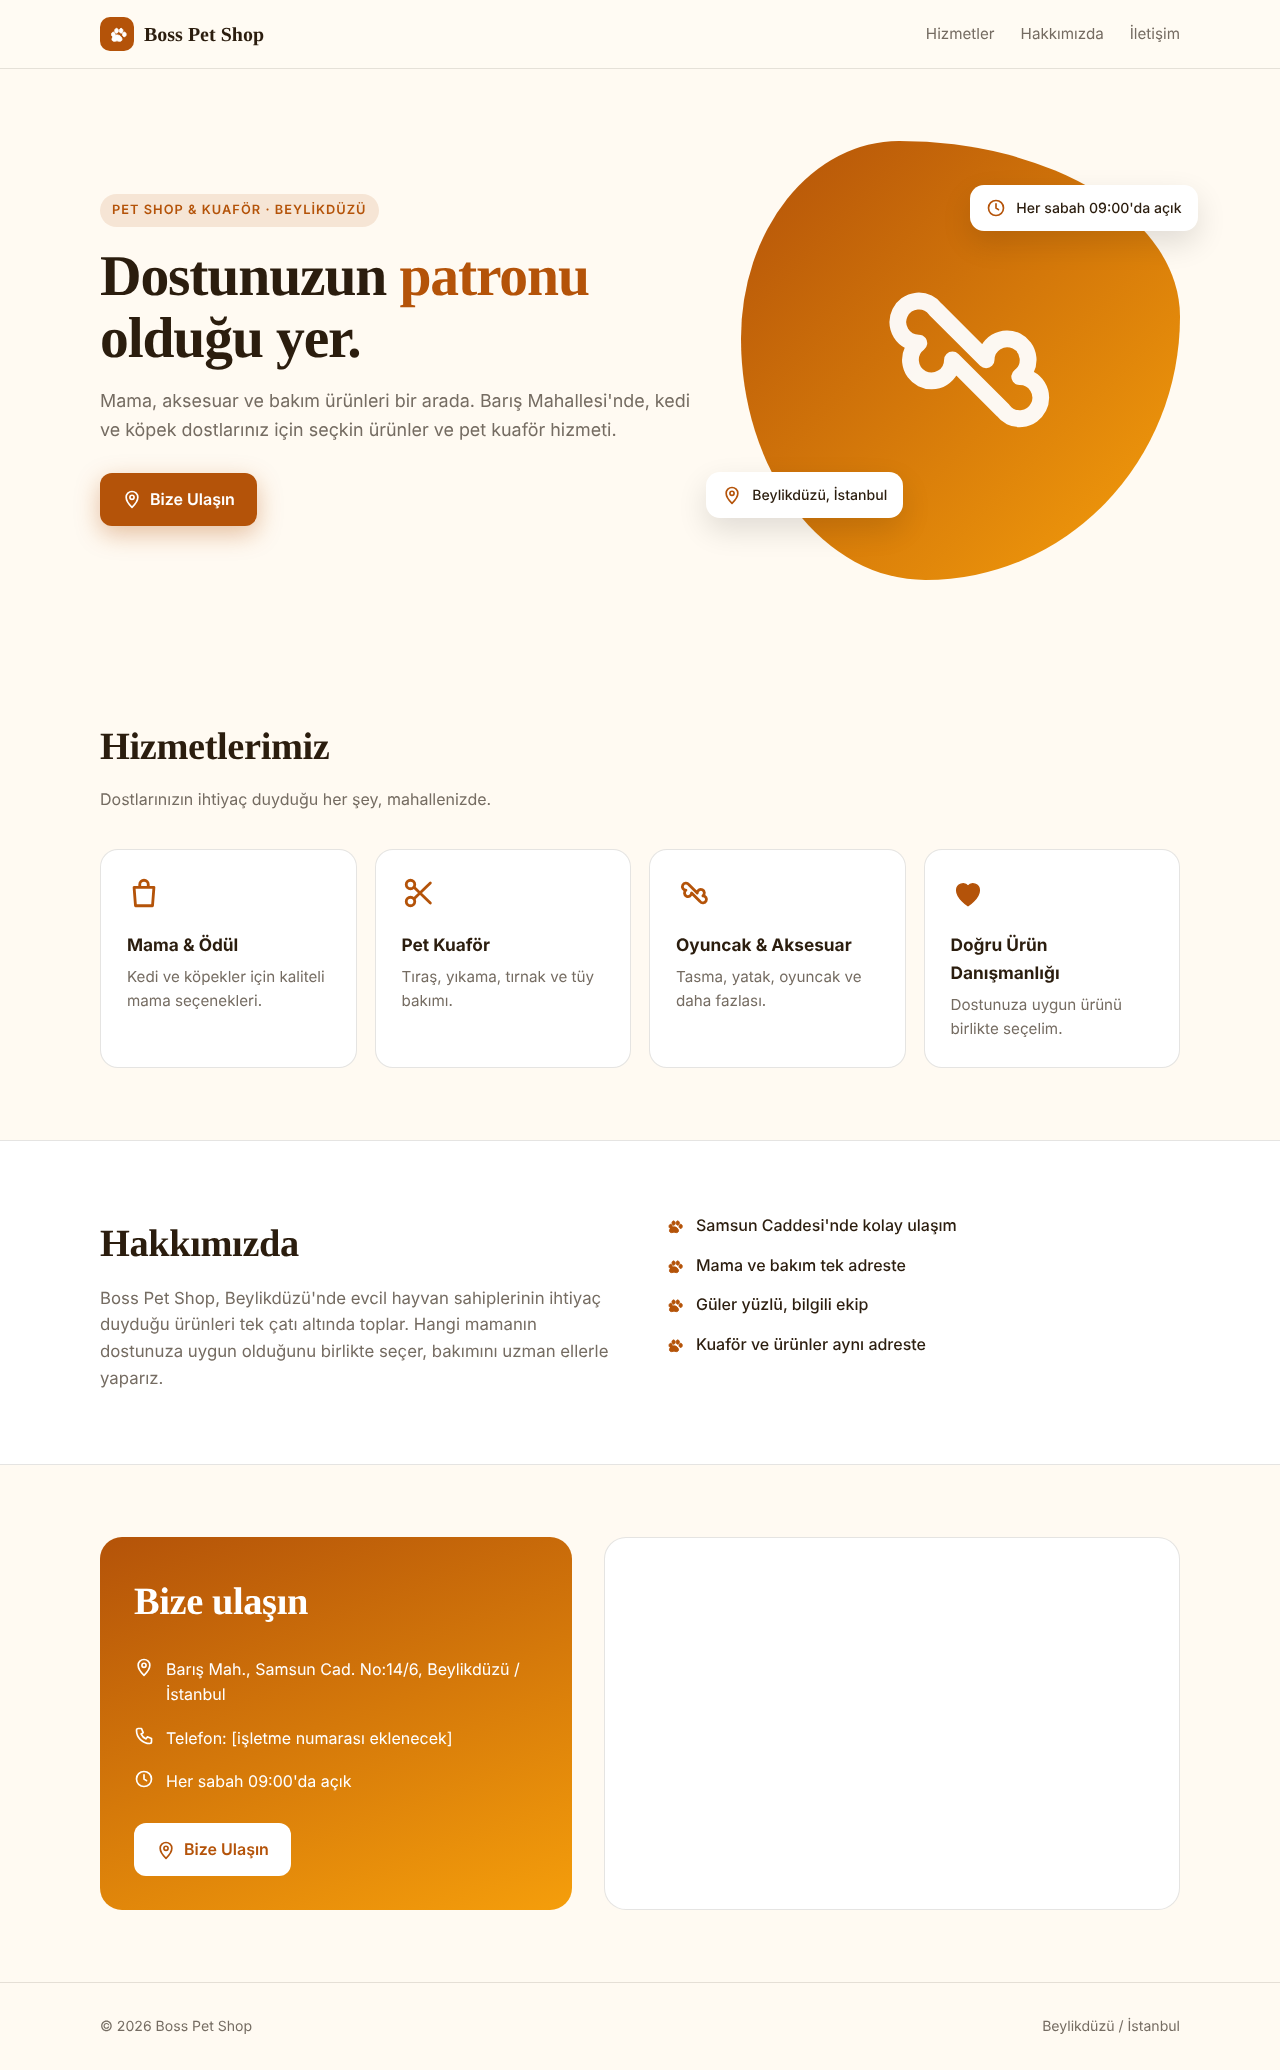 Boss Pet Shop
Hizmetler Hakkımızda İletişim
PET SHOP & KUAFÖR · BEYLİKDÜZÜ
Dostunuzun patronu
olduğu yer.
Mama, aksesuar ve bakım ürünleri bir arada. Barış Mahallesi'nde, kedi
ve köpek dostlarınız için seçkin ürünler ve pet kuaför hizmeti.
Bize Ulaşın
Her sabah 09:00'da açık
Beylikdüzü, İstanbul
Hizmetlerimiz
Dostlarınızın ihtiyaç duyduğu her şey, mahallenizde.
Mama & Ödül
Kedi ve köpekler için kaliteli
mama seçenekleri.
Pet Kuaför
Tıraş, yıkama, tırnak ve tüy
bakımı.
Oyuncak & Aksesuar
Tasma, yatak, oyuncak ve
daha fazlası.
Doğru Ürün
Danışmanlığı
Dostunuza uygun ürünü
birlikte seçelim.
Hakkımızda
Boss Pet Shop, Beylikdüzü'nde evcil hayvan sahiplerinin ihtiyaç
duyduğu ürünleri tek çatı altında toplar. Hangi mamanın
dostunuza uygun olduğunu birlikte seçer, bakımını uzman ellerle
yaparız.
Samsun Caddesi'nde kolay ulaşım
Mama ve bakım tek adreste
Güler yüzlü, bilgili ekip
Kuaför ve ürünler aynı adreste
Bize ulaşın
Barış Mah., Samsun Cad. No:14/6, Beylikdüzü /
İstanbul
Telefon: [işletme numarası eklenecek]
Her sabah 09:00'da açık
Bize Ulaşın
© 2026 Boss Pet Shop
Beylikdüzü / İstanbul